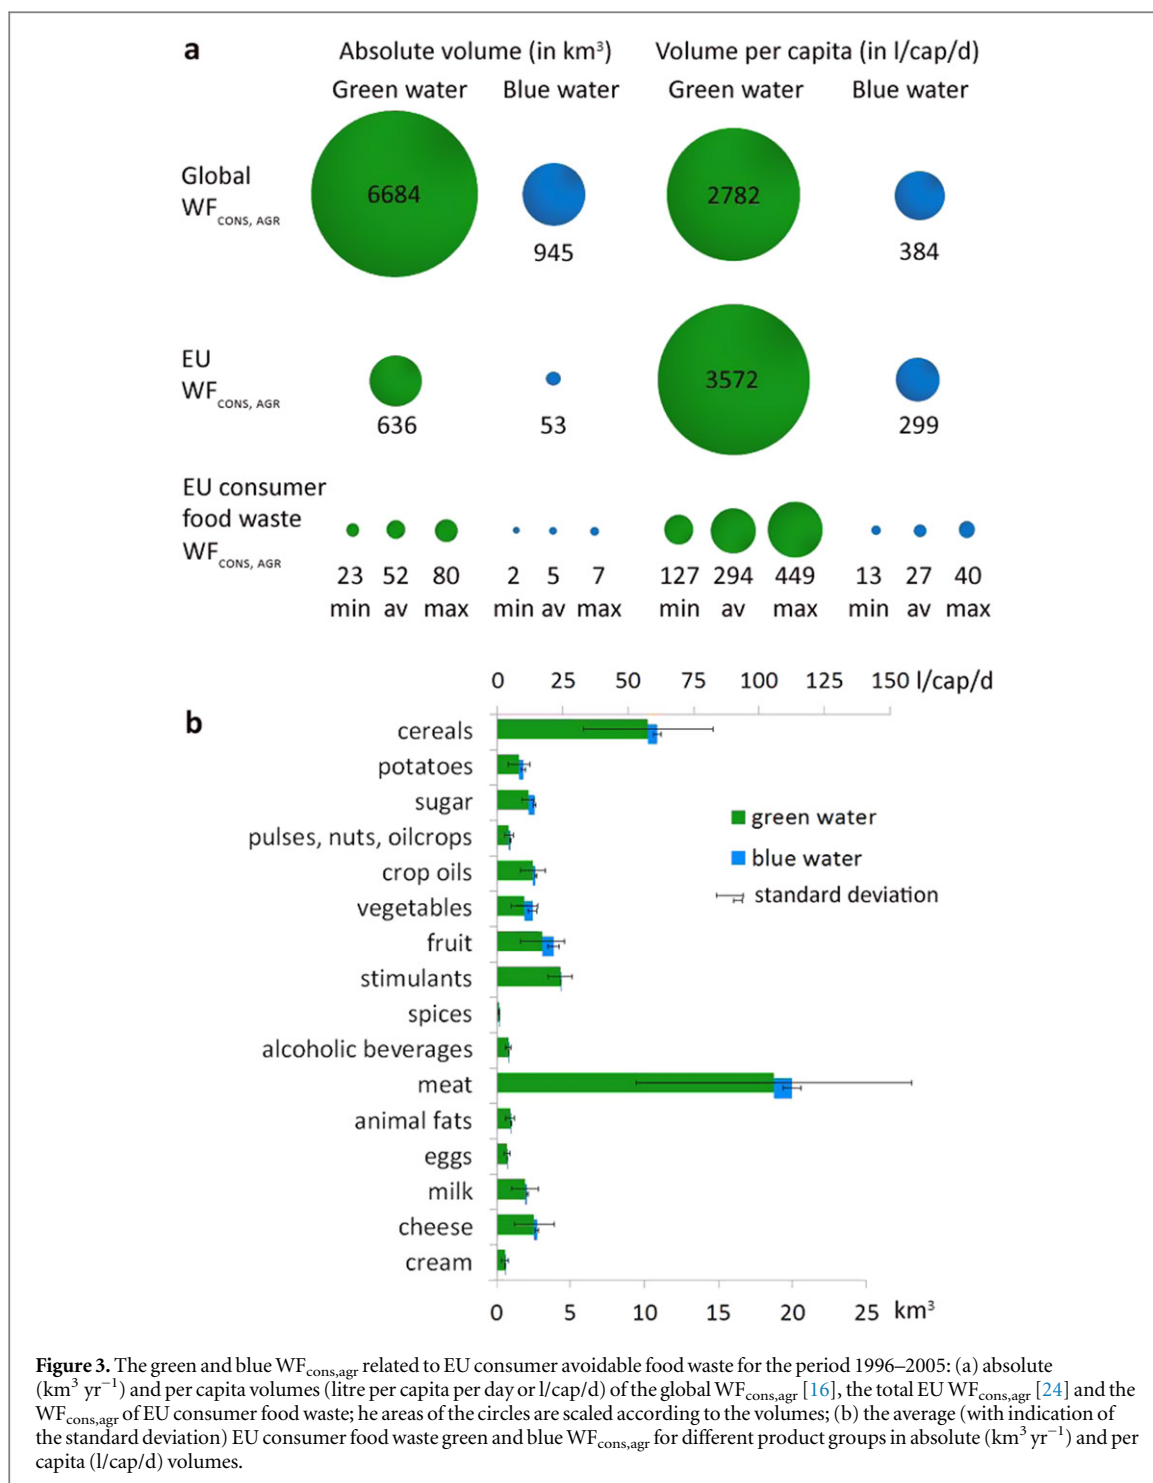 a
Absolute volume (in km³) Volume per capita (in l/cap/d)
Green water Blue water Green water Blue water
Global
WF CONS, AGR
6684 945 2782 384
EU
WF CONS, AGR
636 53 3572 299
EU consumer
food waste
WF CONS, AGR
23 52 80 2 5 7 127 294 449 13 27 40
min av max min av max min av max min av max
b
0 25 50 75 100 125 150 l/cap/d
cereals
potatoes
sugar
pulses, nuts, oilcrops
crop oils
vegetables
fruit
stimulants
spices
alcoholic beverages
meat
animal fats
eggs
milk
cheese
cream
green water
blue water
standard deviation
0 5 10 15 20 25 km³
Figure 3. The green and blue WFcons,agr related to EU consumer avoidable food waste for the period 1996–2005: (a) absolute
(km³ yr⁻¹) and per capita volumes (litre per capita per day or l/cap/d) of the global WFcons,agr [16], the total EU WFcons,agr [24] and the
WFcons,agr of EU consumer food waste; he areas of the circles are scaled according to the volumes; (b) the average (with indication of
the standard deviation) EU consumer food waste green and blue WFcons,agr for different product groups in absolute (km³ yr⁻¹) and per
capita (l/cap/d) volumes.